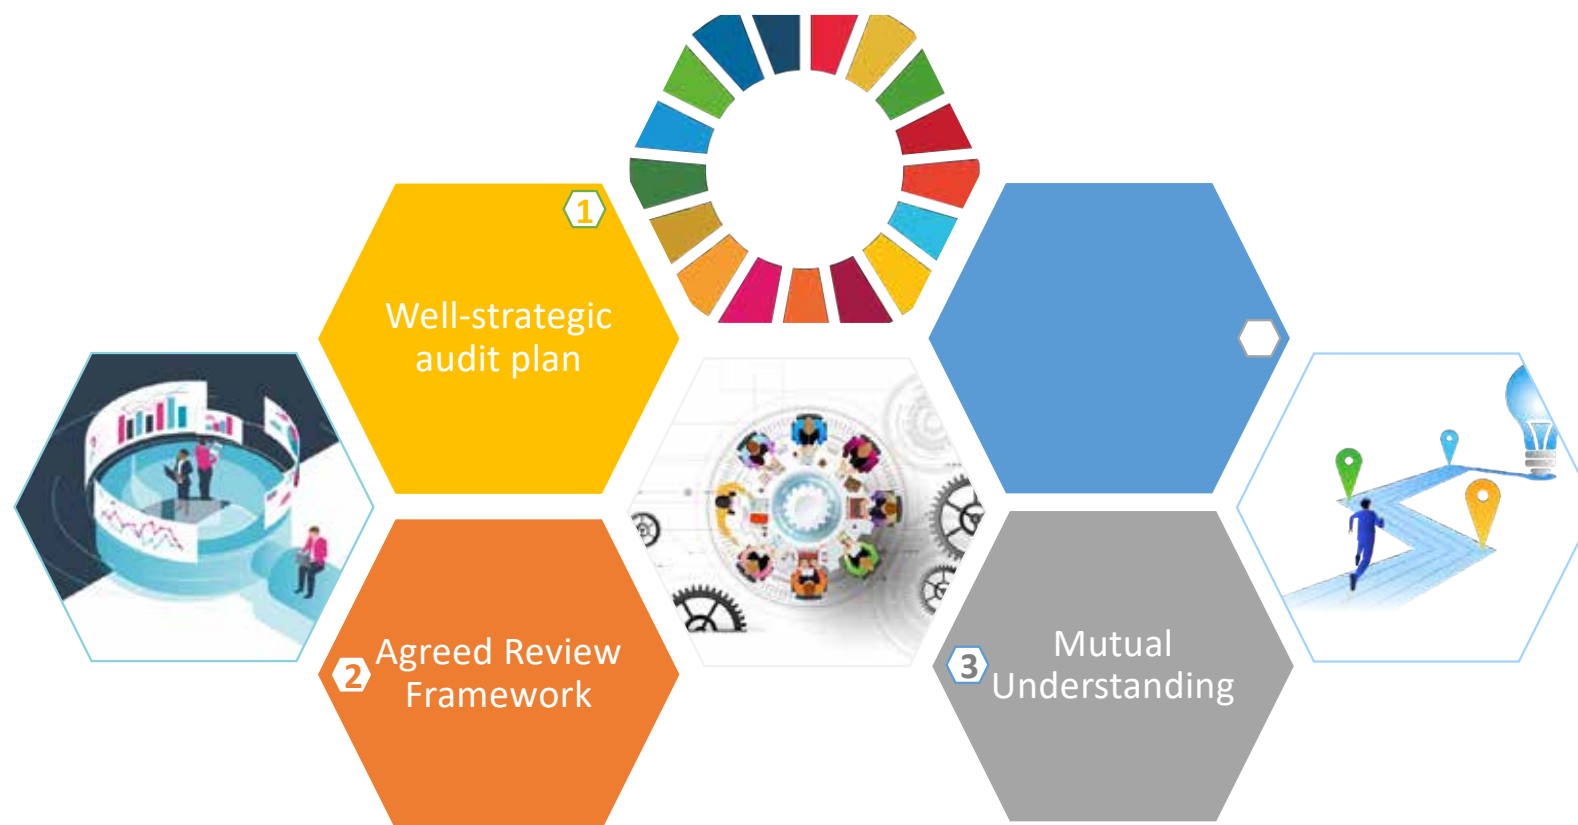 1
Well-strategic
audit plan
2
Agreed Review
Framework
3
Mutual
Understanding